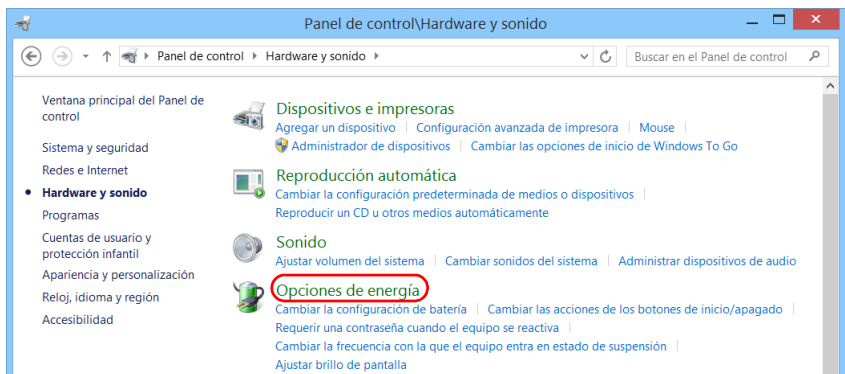 Panel de control\Hardware y sonido
Panel de control Hardware y sonido
Buscar en el Panel de control
Ventana principal del Panel de
control
Sistema y seguridad
Redes e Internet
Hardware y sonido
Programas
Cuentas de usuario y
protección infantil
Apariencia y personalización
Reloj, idioma y región
Accesibilidad
Dispositivos e impresoras
Agregar un dispositivo | Configuración avanzada de impresora | Mouse |
Administrador de dispositivos | Cambiar las opciones de inicio de Windows To Go
Reproducción automática
Cambiar la configuración predeterminada de medios o dispositivos |
Reproducir un CD u otros medios automáticamente
Sonido
Ajustar volumen del sistema | Cambiar sonidos del sistema | Administrar dispositivos de audio
Opciones de energía
Cambiar la configuración de batería | Cambiar las acciones de los botones de inicio/apagado |
Requerir una contraseña cuando el equipo se reactiva |
Cambiar la frecuencia con la que el equipo entra en estado de suspensión |
Ajustar brillo de pantalla